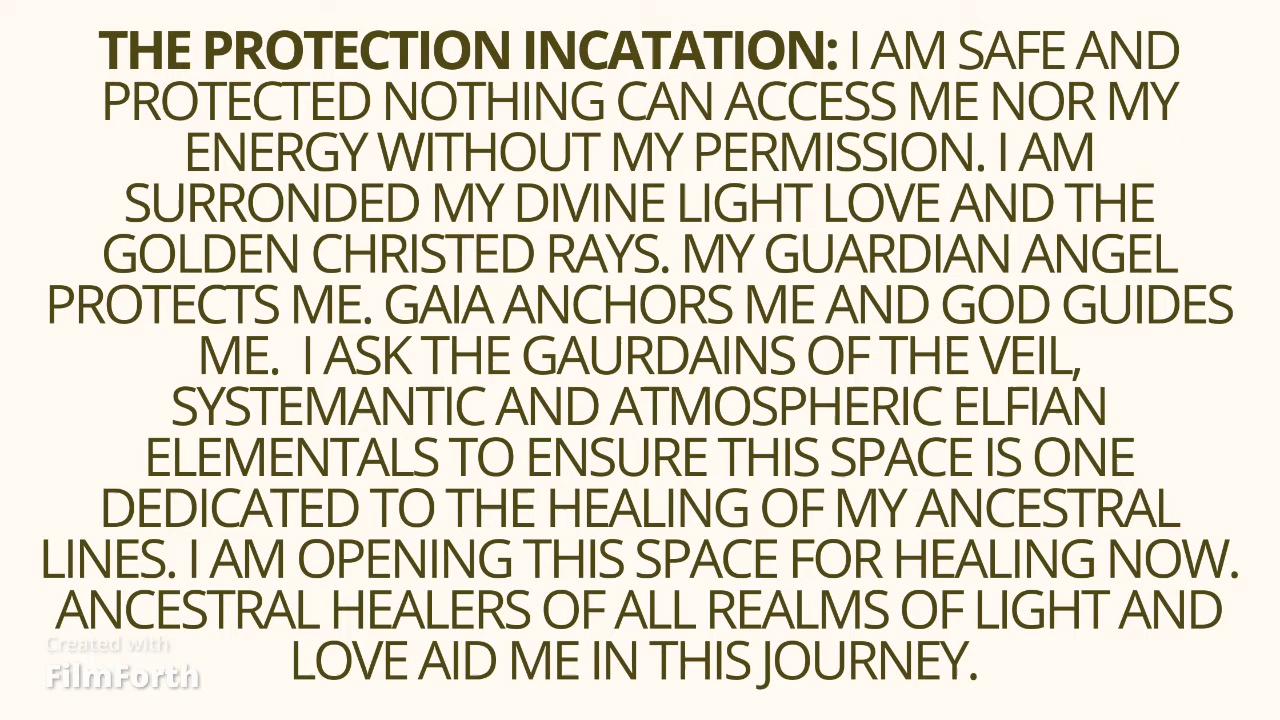 THE PROTECTION INCATATION: I AM SAFE AND
PROTECTED NOTHING CAN ACCESS ME NOR MY
ENERGY WITHOUT MY PERMISSION. I AM
SURRONDED MY DIVINE LIGHT LOVE AND THE
GOLDEN CHRISTED RAYS. MY GUARDIAN ANGEL
PROTECTS ME. GAIA ANCHORS ME AND GOD GUIDES
ME. I ASK THE GAURDAINS OF THE VEIL,
SYSTEMANTIC AND ATMOSPHERIC ELFIAN
ELEMENTALS TO ENSURE THIS SPACE IS ONE
DEDICATED TO THE HEALING OF MY ANCESTRAL
LINES. I AM OPENING THIS SPACE FOR HEALING NOW.
ANCESTRAL HEALERS OF ALL REALMS OF LIGHT AND
LOVE AID ME IN THIS JOURNEY.
Created with
FilmForth